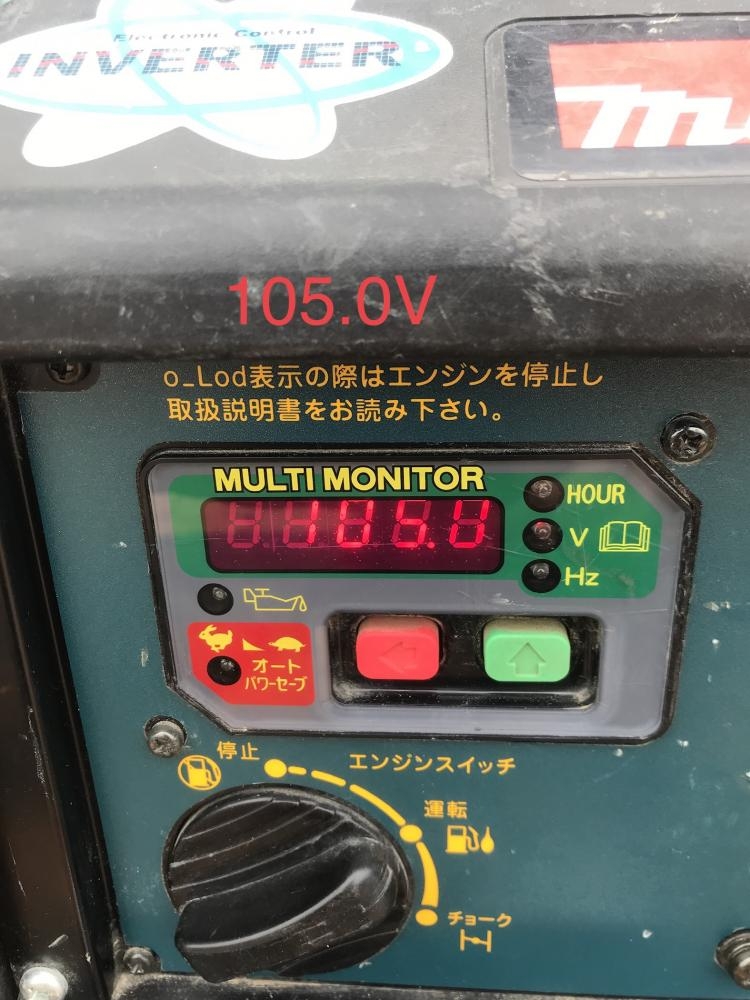 Electronic Control
INVERTER
105.0V
o_Lod表示の際はエンジンを停止し
取扱説明書をお読み下さい。
MULTI MONITOR
HOUR
V
Hz
オート
パワーセーブ
停止
エンジンスイッチ
運転
チョーク